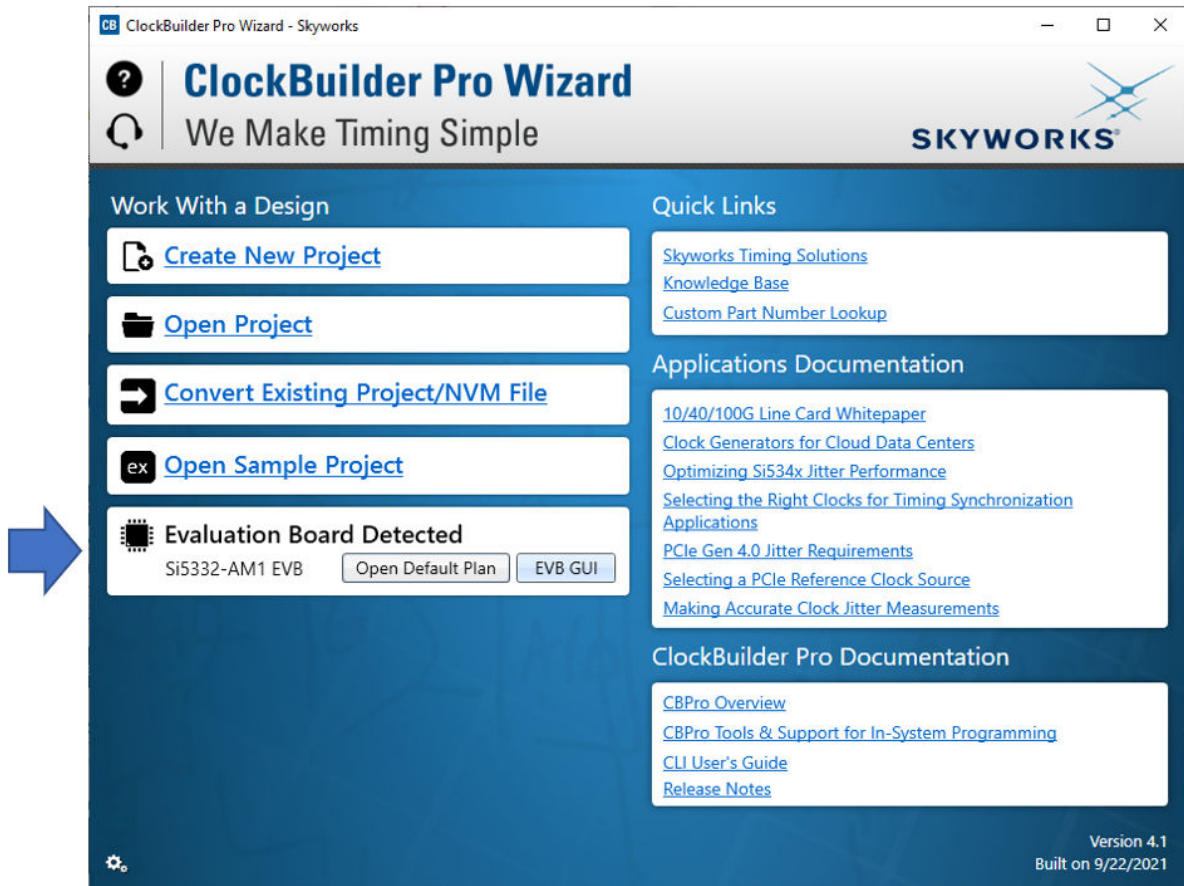 CB ClockBuilder Pro Wizard - Skyworks
?
ClockBuilder Pro Wizard
We Make Timing Simple
SKYWORKS®
Work With a Design
Create New Project
Open Project
Convert Existing Project/NVM File
ex Open Sample Project
Evaluation Board Detected
Si5332-AM1 EVB Open Default Plan EVB GUI
Quick Links
Skyworks Timing Solutions
Knowledge Base
Custom Part Number Lookup
Applications Documentation
10/40/100G Line Card Whitepaper
Clock Generators for Cloud Data Centers
Optimizing Si534x Jitter Performance
Selecting the Right Clocks for Timing Synchronization
Applications
PCIe Gen 4.0 Jitter Requirements
Selecting a PCIe Reference Clock Source
Making Accurate Clock Jitter Measurements
ClockBuilder Pro Documentation
CBPro Overview
CBPro Tools & Support for In-System Programming
CLI User's Guide
Release Notes
Version 4.1
Built on 9/22/2021